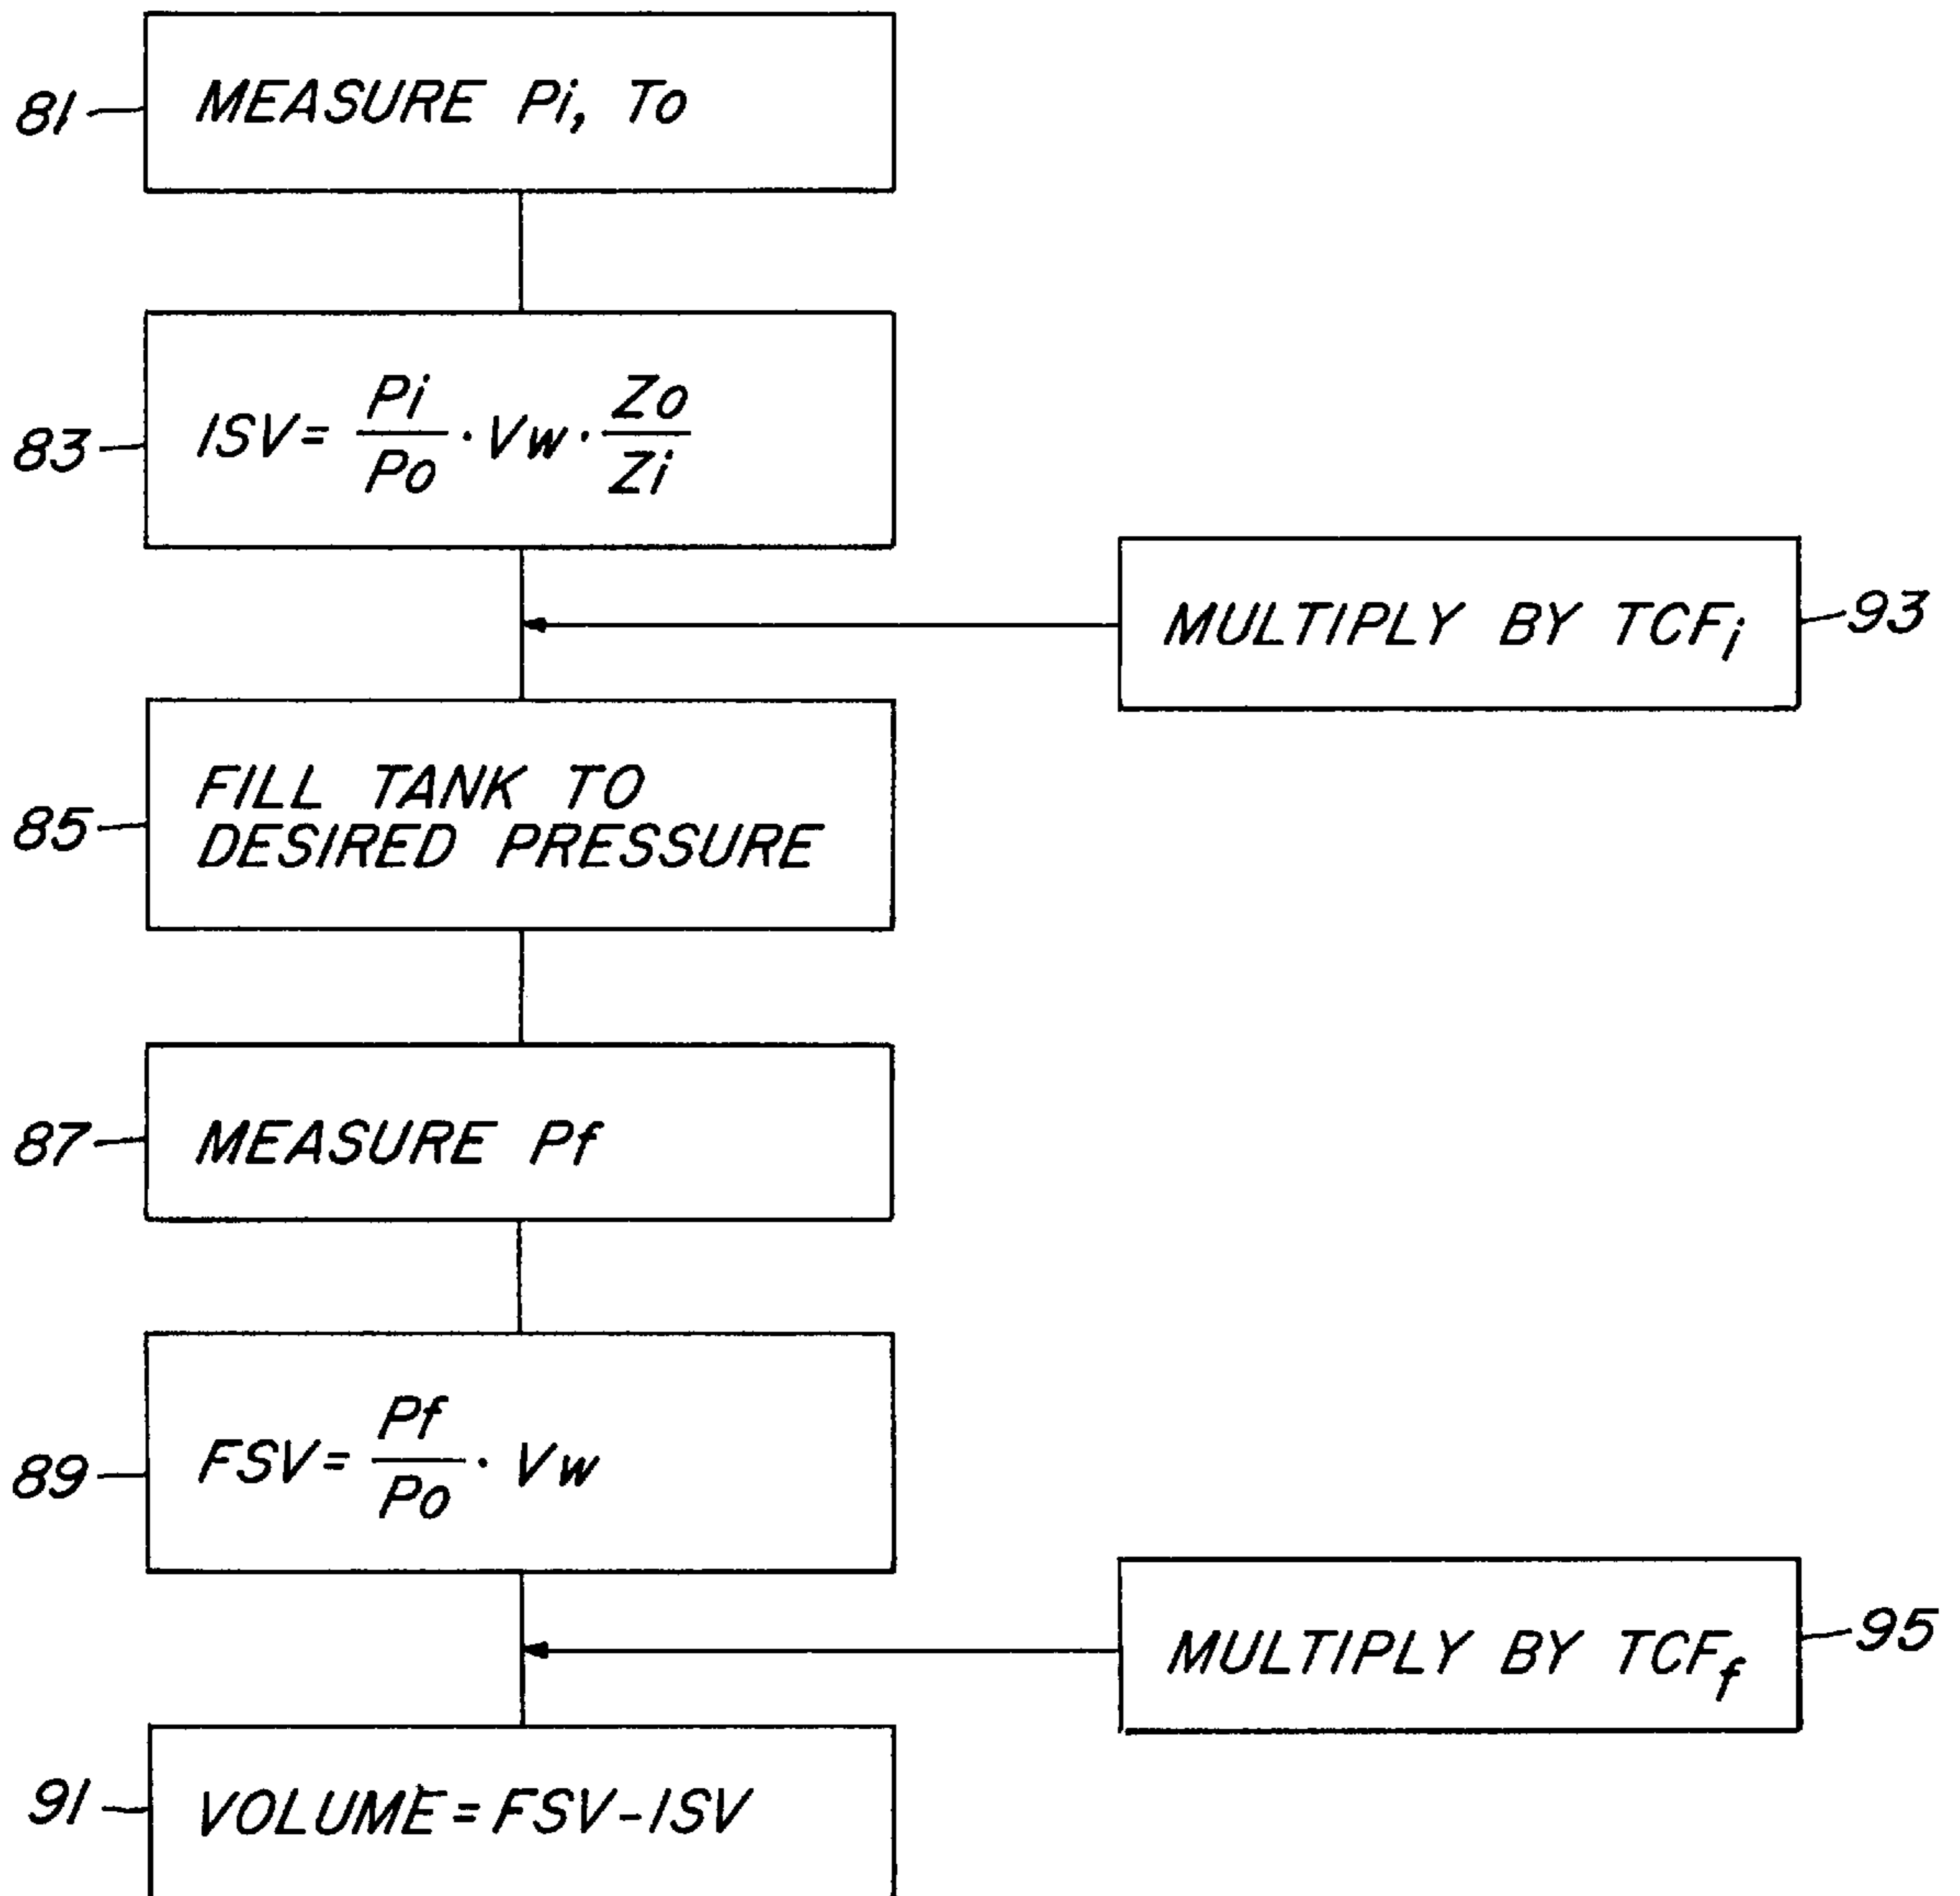 81
MEASURE Pi, To
83
ISV= Pi/Po · Vw · Zo/Zi
MULTIPLY BY TCFi
93
85
FILL TANK TO
DESIRED PRESSURE
87
MEASURE Pf
89
FSV= Pf/Po · Vw
MULTIPLY BY TCFf
95
91
VOLUME=FSV-ISV